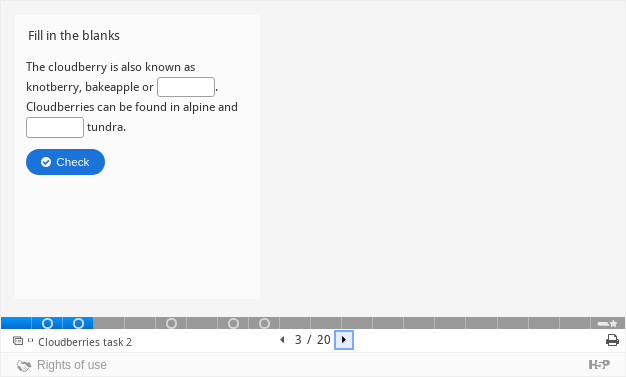 Fill in the blanks
The cloudberry is also known as
knotberry, bakeapple or .
Cloudberries can be found in alpine and
tundra.
Check
Cloudberries task 2
3 / 20
Rights of use
H5P